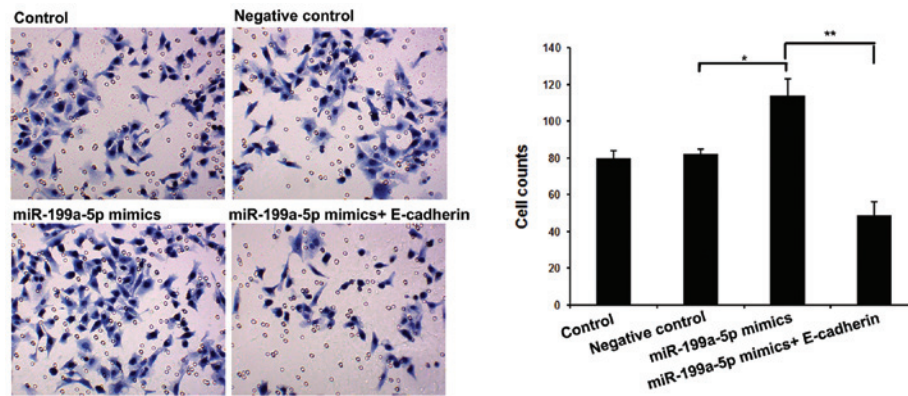 Control
Negative control
miR-199a-5p mimics
miR-199a-5p mimics+ E-cadherin
Cell counts
140
120
100
80
60
40
20
0
*
**
Control
Negative control
miR-199a-5p mimics
miR-199a-5p mimics+ E-cadherin